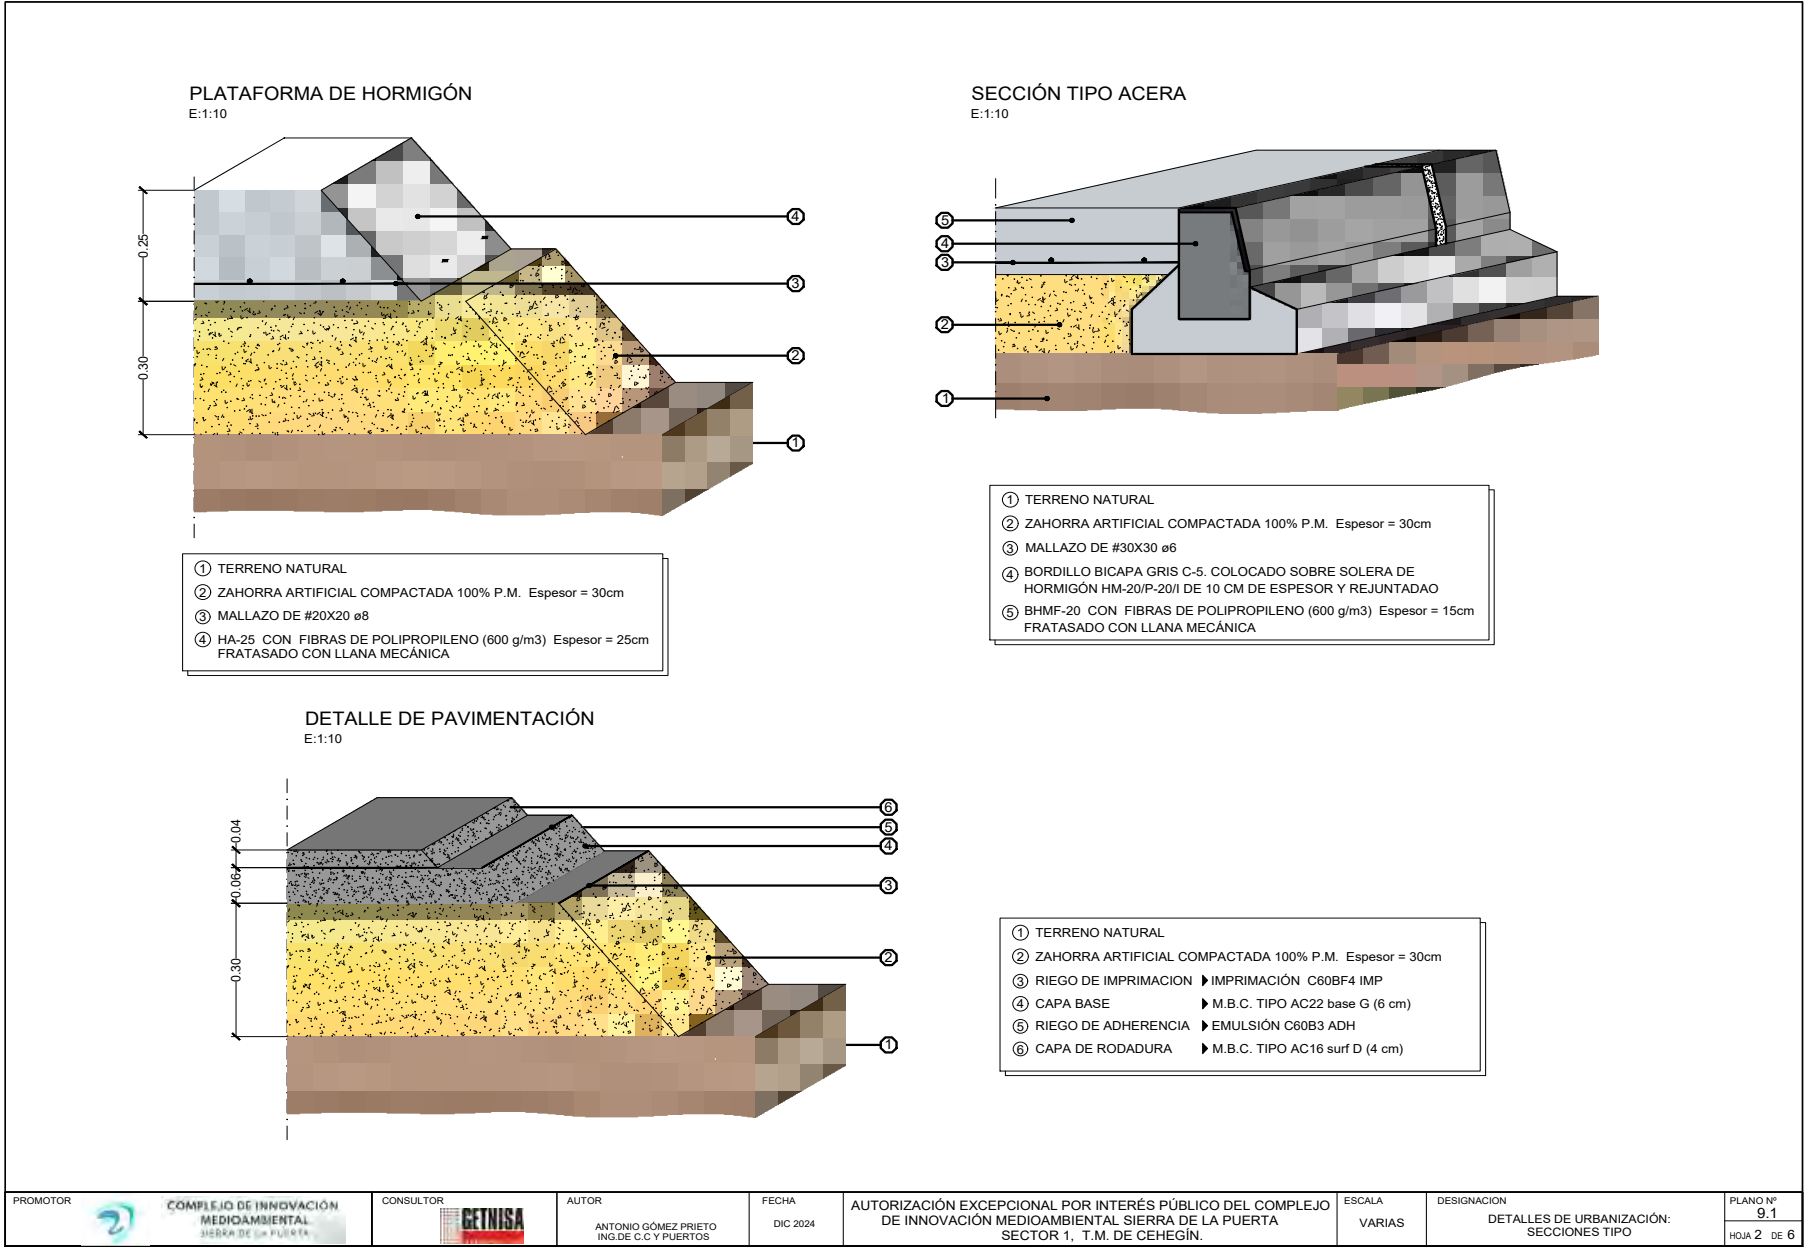 PLATAFORMA DE HORMIGÓN
E:1:10
0.25
0.30
4
3
2
1
1 TERRENO NATURAL
2 ZAHORRA ARTIFICIAL COMPACTADA 100% P.M. Espesor = 30cm
3 MALLAZO DE #20X20 ø8
4 HA-25 CON FIBRAS DE POLIPROPILENO (600 g/m3) Espesor = 25cm
FRATASADO CON LLANA MECÁNICA
SECCIÓN TIPO ACERA
E:1:10
5
4
3
2
1
1 TERRENO NATURAL
2 ZAHORRA ARTIFICIAL COMPACTADA 100% P.M. Espesor = 30cm
3 MALLAZO DE #30X30 ø6
4 BORDILLO BICAPA GRIS C-5. COLOCADO SOBRE SOLERA DE
HORMIGÓN HM-20/P-20/I DE 10 CM DE ESPESOR Y REJUNTADAO
5 BHMF-20 CON FIBRAS DE POLIPROPILENO (600 g/m3) Espesor = 15cm
FRATASADO CON LLANA MECÁNICA
DETALLE DE PAVIMENTACIÓN
E:1:10
0.04
0.06
0.30
6
5
4
3
2
1
1 TERRENO NATURAL
2 ZAHORRA ARTIFICIAL COMPACTADA 100% P.M. Espesor = 30cm
3 RIEGO DE IMPRIMACION IMPRIMACIÓN C60BF4 IMP
4 CAPA BASE M.B.C. TIPO AC22 base G (6 cm)
5 RIEGO DE ADHERENCIA EMULSIÓN C60B3 ADH
6 CAPA DE RODADURA M.B.C. TIPO AC16 surf D (4 cm)
PROMOTOR
COMPLEJO DE INNOVACIÓN
MEDIOAMBIENTAL
SIERRA DE LA PUERTA
CONSULTOR
GETNISA
AUTOR
ANTONIO GÓMEZ PRIETO
ING.DE C.C Y PUERTOS
FECHA
DIC 2024
AUTORIZACIÓN EXCEPCIONAL POR INTERÉS PÚBLICO DEL COMPLEJO
DE INNOVACIÓN MEDIOAMBIENTAL SIERRA DE LA PUERTA
SECTOR 1, T.M. DE CEHEGÍN.
ESCALA
VARIAS
DESIGNACION
DETALLES DE URBANIZACIÓN:
SECCIONES TIPO
PLANO Nº
9.1
HOJA 2 DE 6